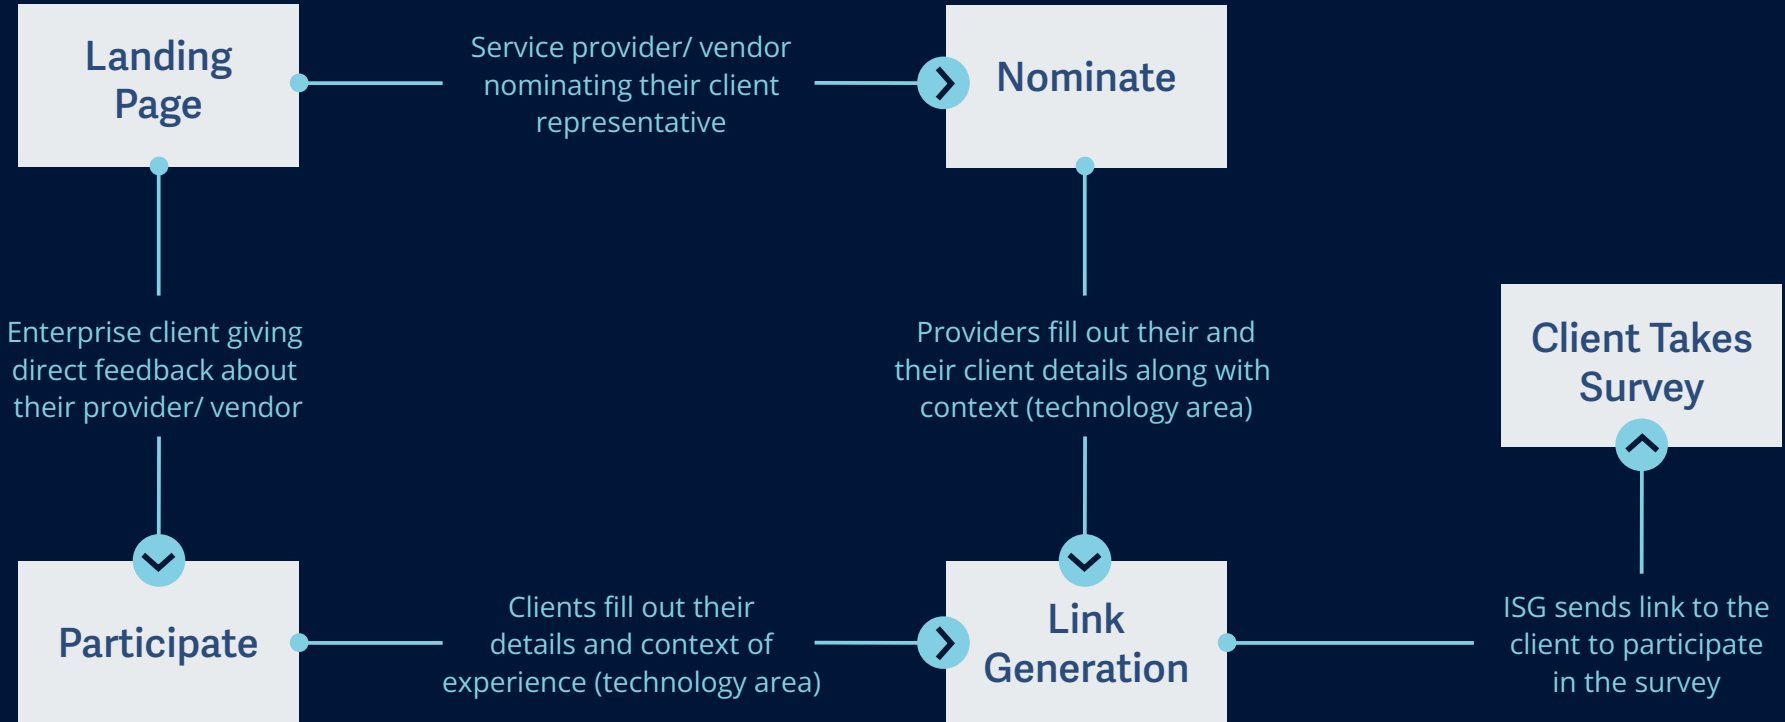 Landing
Page
Service provider/ vendor
nominating their client
representative
Nominate
Enterprise client giving
direct feedback about
their provider/ vendor
Providers fill out their and
their client details along with
context (technology area)
Client Takes
Survey
Participate
Clients fill out their
details and context of
experience (technology area)
Link
Generation
ISG sends link to the
client to participate
in the survey